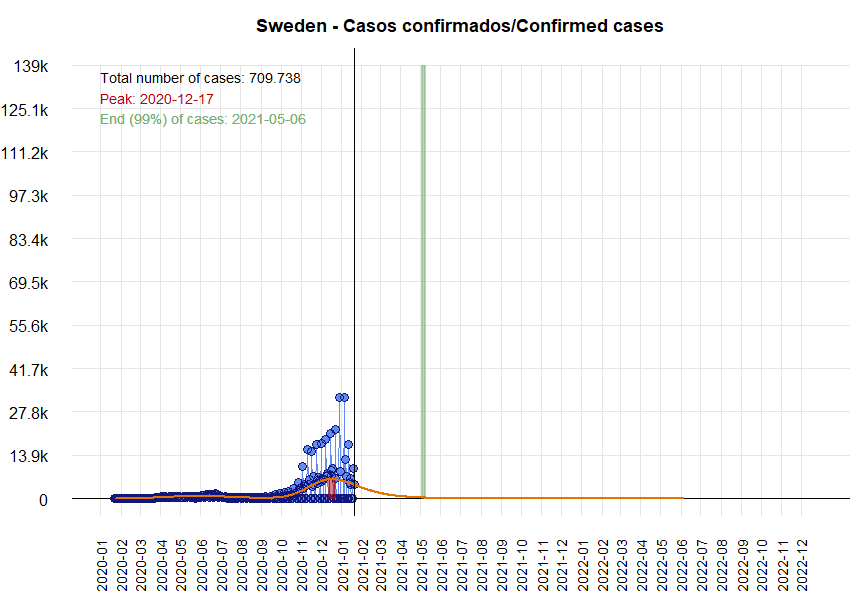 Sweden - Casos confirmados/Confirmed cases
139k
125.1k
111.2k
97.3k
83.4k
69.5k
55.6k
41.7k
27.8k
13.9k
0
Total number of cases: 709.738
Peak: 2020-12-17
End (99%) of cases: 2021-05-06
2020-01
2020-02
2020-03
2020-04
2020-05
2020-06
2020-07
2020-08
2020-09
2020-10
2020-11
2020-12
2021-01
2021-02
2021-03
2021-04
2021-05
2021-06
2021-07
2021-08
2021-09
2021-10
2021-11
2021-12
2022-01
2022-02
2022-03
2022-04
2022-05
2022-06
2022-07
2022-08
2022-09
2022-10
2022-11
2022-12